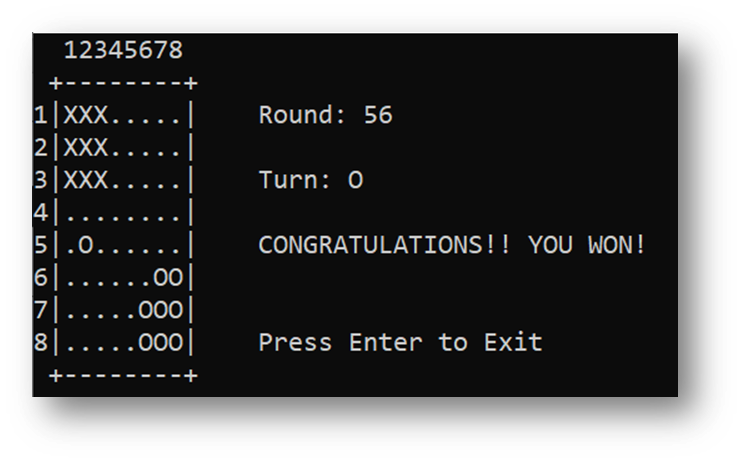 12345678
 +--------+
1|XXX.....|    Round: 56
2|XXX.....|
3|XXX.....|    Turn: O
4|........|
5|.O......|    CONGRATULATIONS!! YOU WON!
6|......OO|
7|.....OOO|
8|.....OOO|    Press Enter to Exit
 +--------+